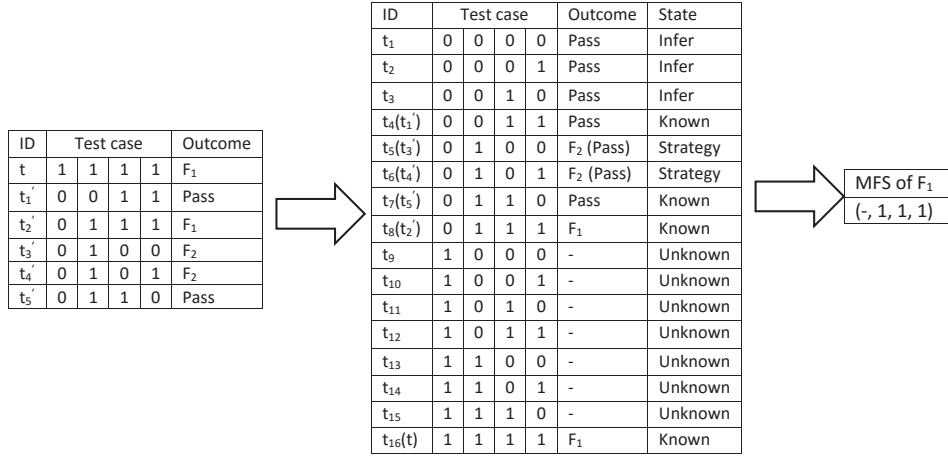 ID Test case Outcome
t 1 1 1 1 F₁
t₁′ 0 0 1 1 Pass
t₂′ 0 1 1 1 F₁
t₃′ 0 1 0 0 F₂
t₄′ 0 1 0 1 F₂
t₅′ 0 1 1 0 Pass
ID Test case Outcome State
t₁ 0 0 0 0 Pass Infer
t₂ 0 0 0 1 Pass Infer
t₃ 0 0 1 0 Pass Infer
t₄(t₁′) 0 0 1 1 Pass Known
t₅(t₃′) 0 1 0 0 F₂ (Pass) Strategy
t₆(t₄′) 0 1 0 1 F₂ (Pass) Strategy
t₇(t₅′) 0 1 1 0 Pass Known
t₈(t₂′) 0 1 1 1 F₁ Known
t₉ 1 0 0 0 - Unknown
t₁₀ 1 0 0 1 - Unknown
t₁₁ 1 0 1 0 - Unknown
t₁₂ 1 0 1 1 - Unknown
t₁₃ 1 1 0 0 - Unknown
t₁₄ 1 1 0 1 - Unknown
t₁₅ 1 1 1 0 - Unknown
t₁₆(t) 1 1 1 1 F₁ Known
MFS of F₁
(-, 1, 1, 1)